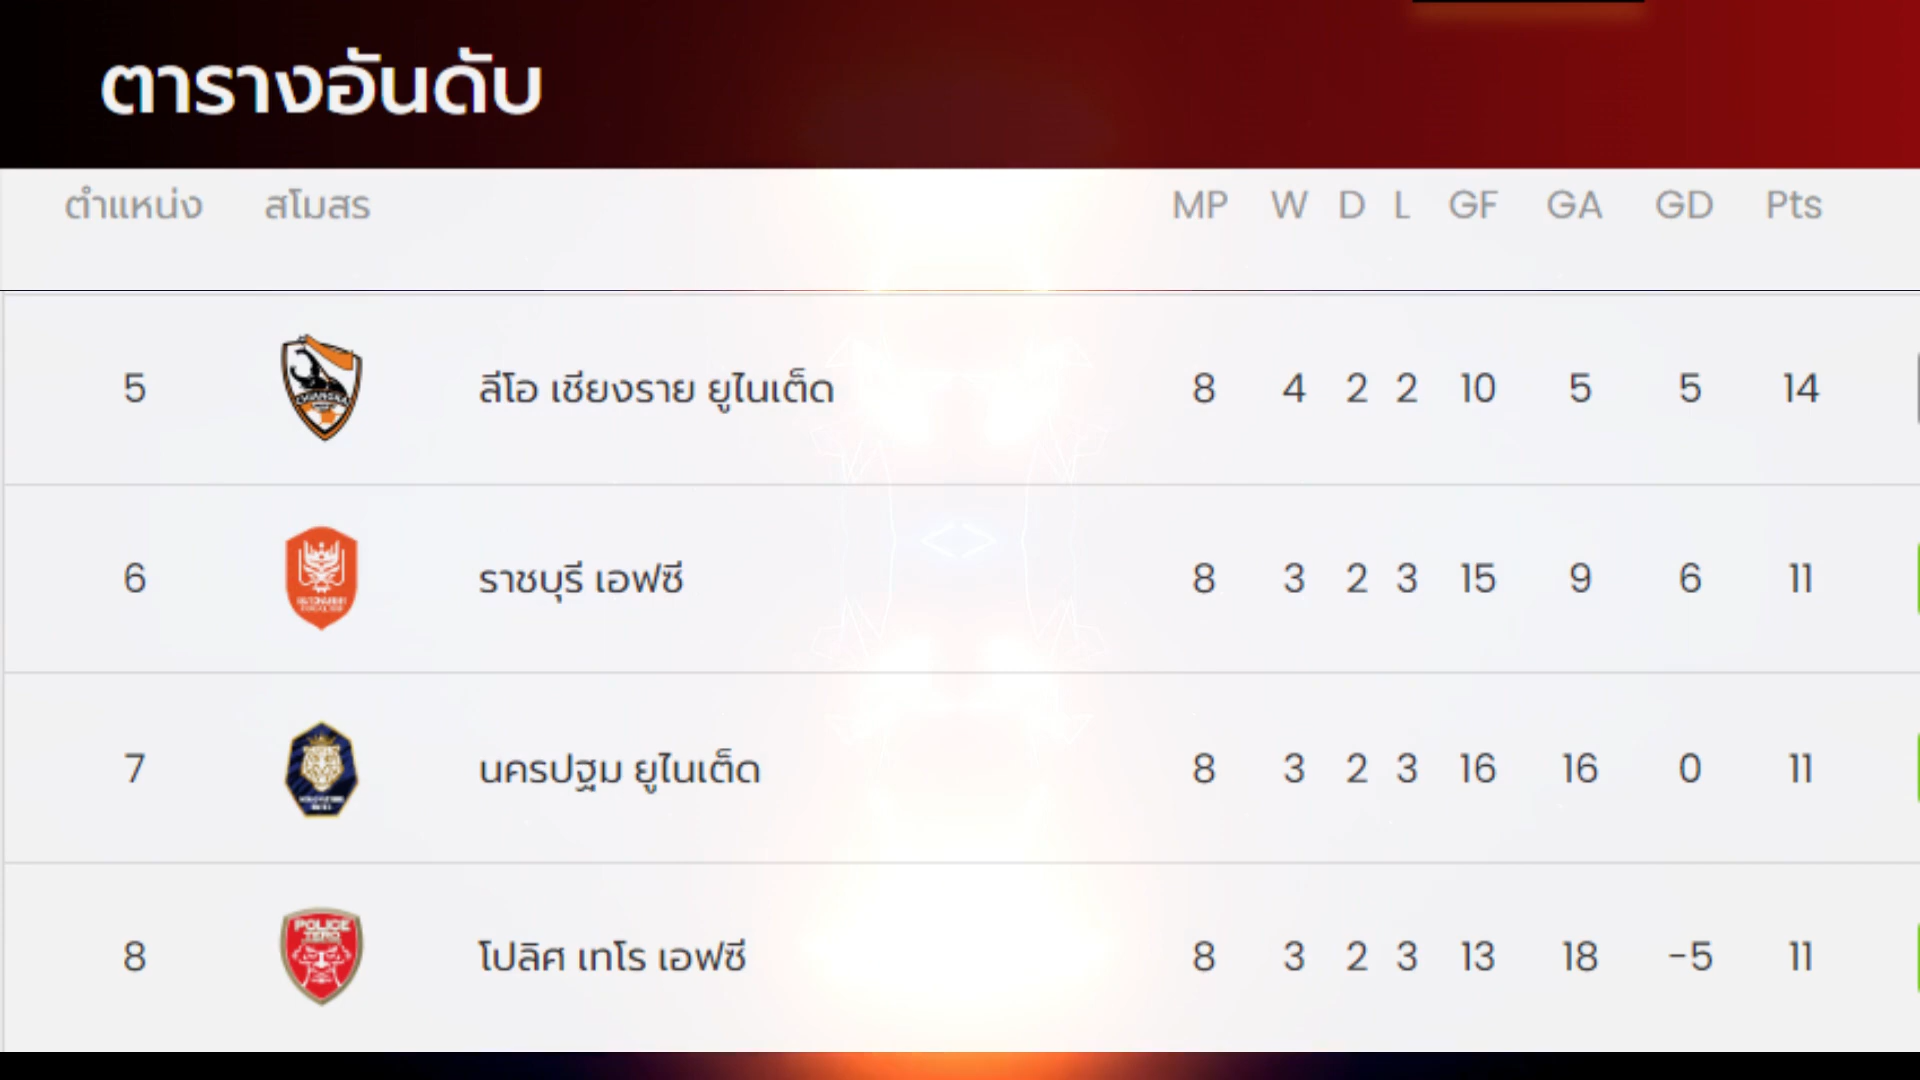 ตารางอันดับ
ตำแหน่ง สโมสร MP W D L GF GA GD Pts
5 ลีโอ เชียงราย ยูไนเต็ด 8 4 2 2 10 5 5 14
6 ราชบุรี เอฟซี 8 3 2 3 15 9 6 11
7 นครปฐม ยูไนเต็ด 8 3 2 3 16 16 0 11
POLICE
TERO
8 โปลิศ เทโร เอฟซี 8 3 2 3 13 18 -5 11